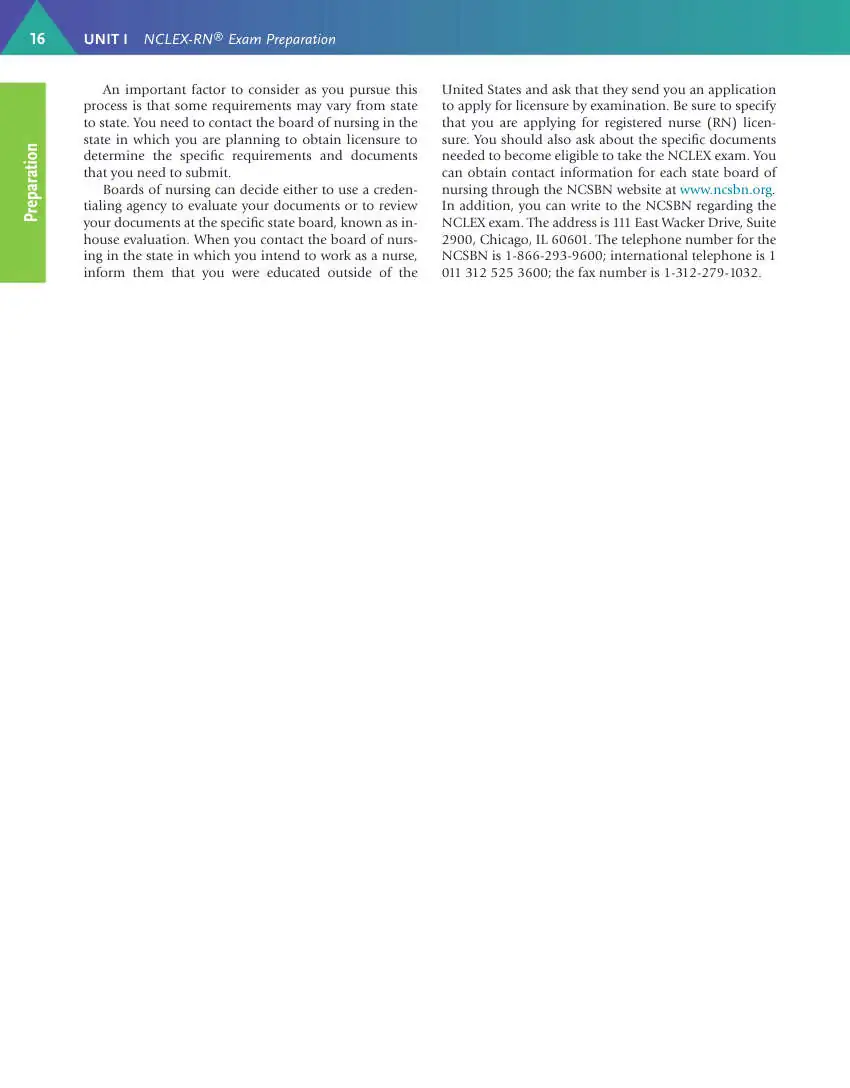 16
UNIT I NCLEX-RN® Exam Preparation
Preparation
An important factor to consider as you pursue this
process is that some requirements may vary from state
to state. You need to contact the board of nursing in the
state in which you are planning to obtain licensure to
determine the specific requirements and documents
that you need to submit.
Boards of nursing can decide either to use a creden-
tialing agency to evaluate your documents or to review
your documents at the specific state board, known as in-
house evaluation. When you contact the board of nurs-
ing in the state in which you intend to work as a nurse,
inform them that you were educated outside of the
United States and ask that they send you an application
to apply for licensure by examination. Be sure to specify
that you are applying for registered nurse (RN) licen-
sure. You should also ask about the specific documents
needed to become eligible to take the NCLEX exam. You
can obtain contact information for each state board of
nursing through the NCSBN website at www.ncsbn.org.
In addition, you can write to the NCSBN regarding the
NCLEX exam. The address is 111 East Wacker Drive, Suite
2900, Chicago, IL 60601. The telephone number for the
NCSBN is 1-866-293-9600; international telephone is 1
011 312 525 3600; the fax number is 1-312-279-1032.